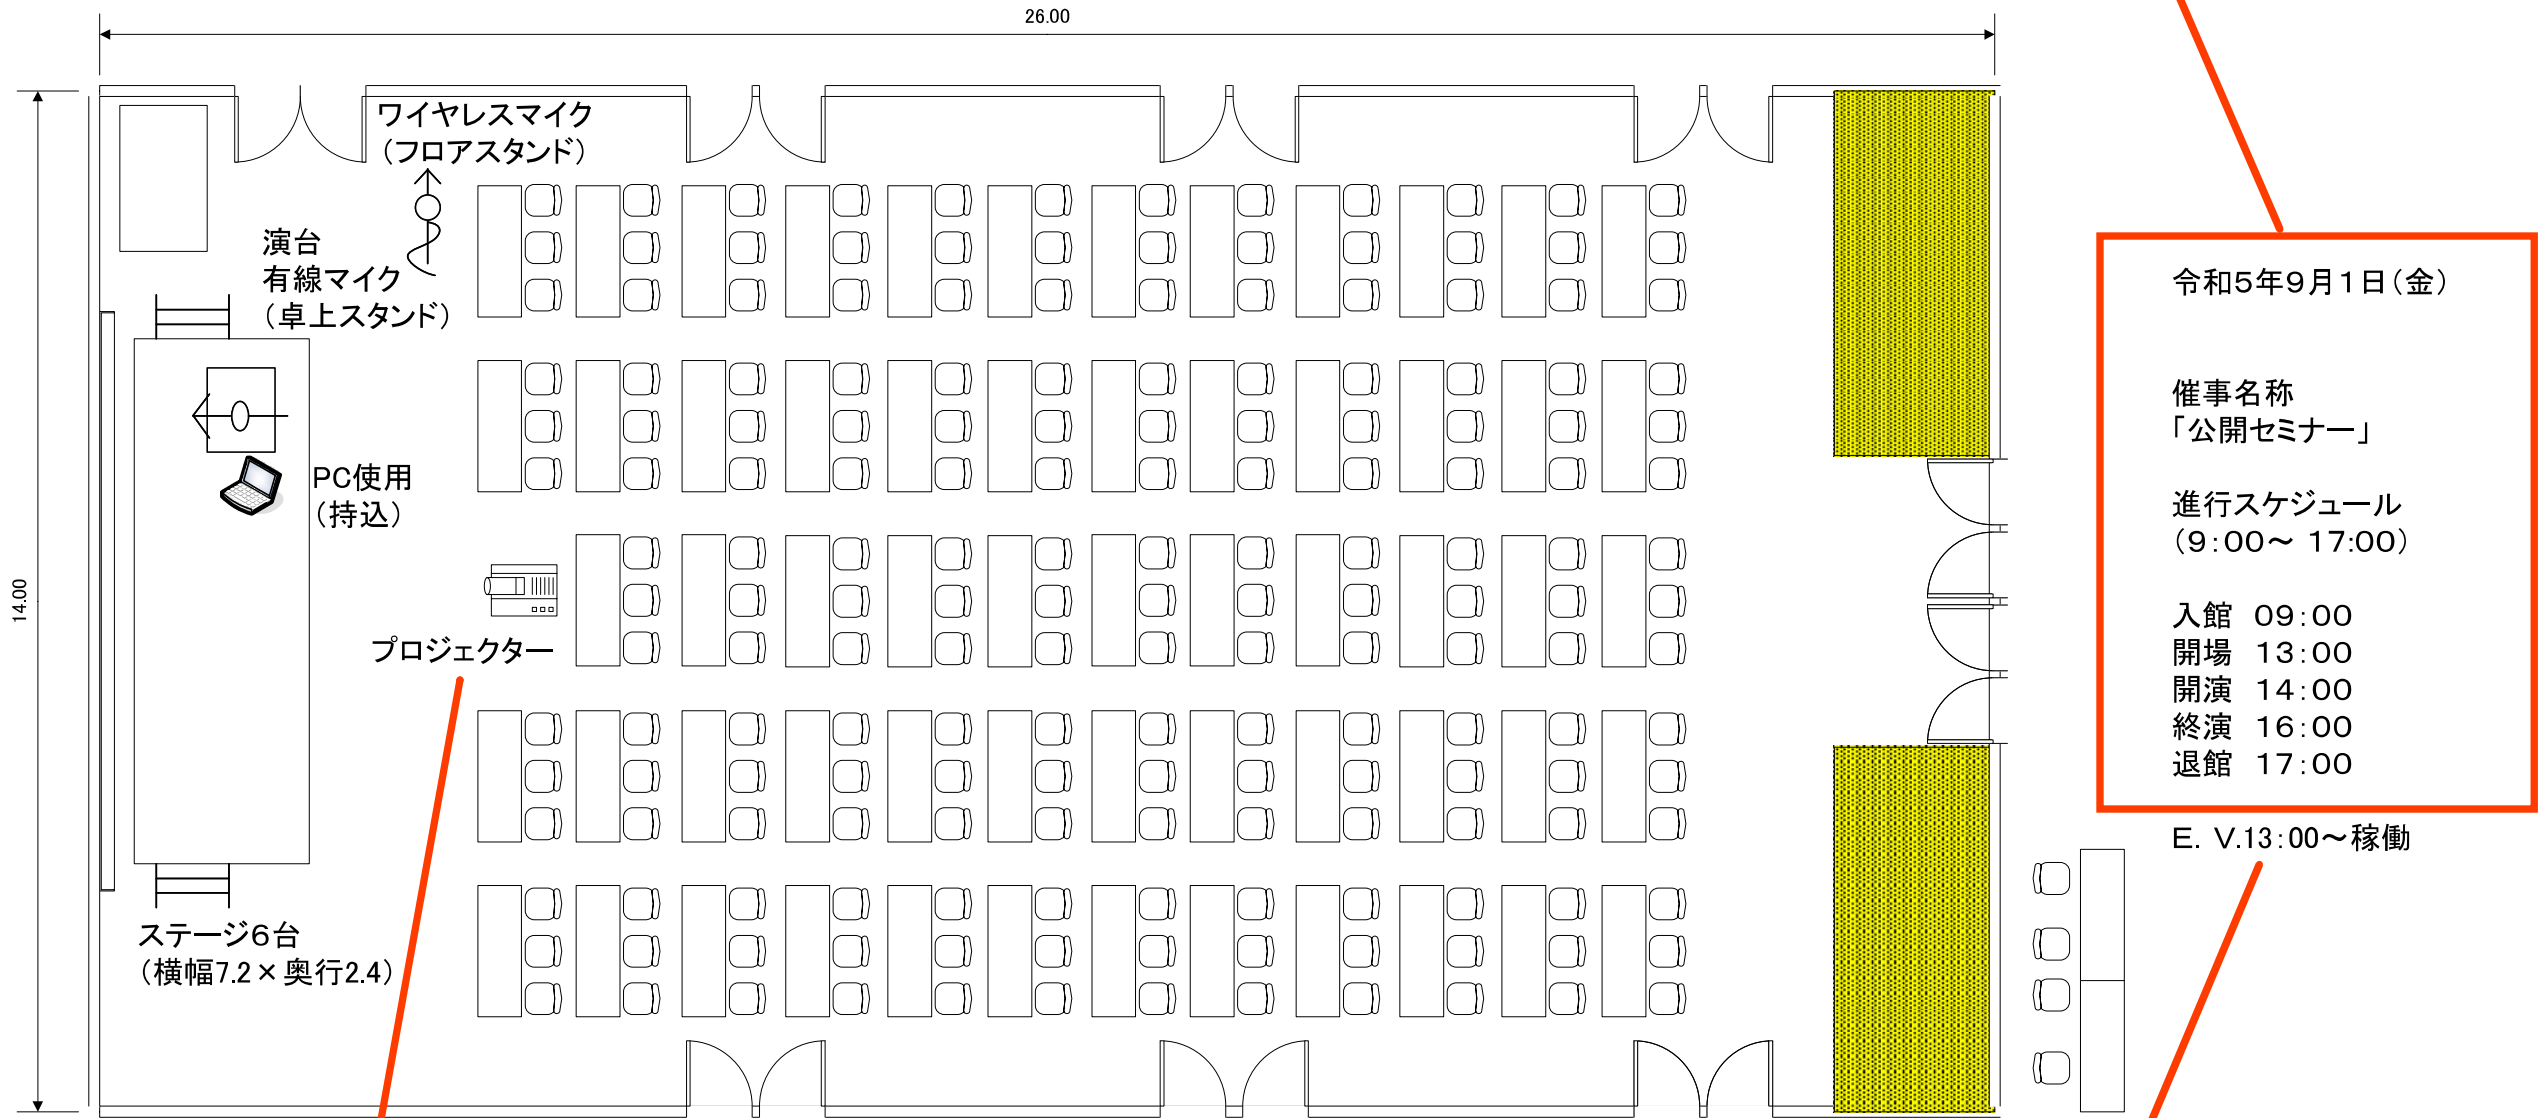 26.00
14.00
ワイヤレスマイク
(フロアスタンド)
演台
有線マイク
(卓上スタンド)
PC使用
(持込)
プロジェクター
ステージ6台
(横幅7.2×奥行2.4)
令和5年9月1日(金)
催事名称
「公開セミナー」
進行スケジュール
(9:00～ 17:00)
入館 09:00
開場 13:00
開演 14:00
終演 16:00
退館 17:00
E. V.13:00～稼働